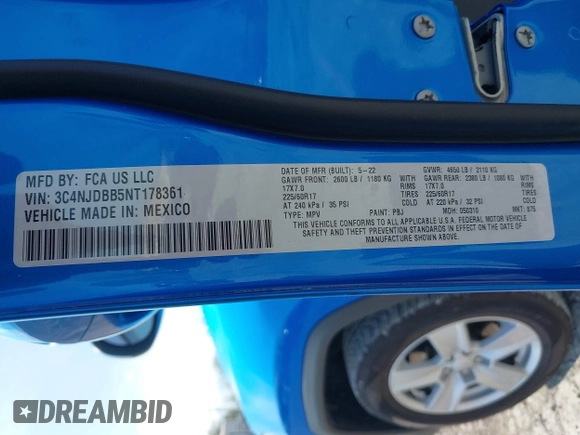 MFD BY: FCA US LLC
VIN: 3C4NJDBB5NT178361
VEHICLE MADE IN: MEXICO
DATE OF MFR (BUILT): 5-22
GVWR: 4650 LB / 2110 KG
GAWR FRONT: 2600 LB / 1180 KG WITH
GAWR REAR: 2380 LB / 1080 KG WITH
17X7.0 RIMS
17X7.0 RIMS
225/60R17 TIRES
225/60R17 TIRES
AT 240 kPa / 35 PSI COLD
AT 220 kPa / 32 PSI COLD
TYPE: MPV PAINT: PBJ MDH: 050310 MKT: 875
THIS VEHICLE CONFORMS TO ALL APPLICABLE U.S.A. FEDERAL MOTOR VEHICLE
SAFETY AND THEFT PREVENTION STANDARDS IN EFFECT ON THE DATE OF
MANUFACTURE SHOWN ABOVE.
DREAMBID